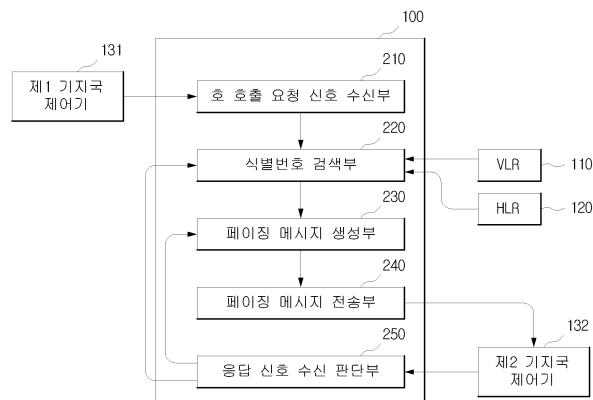 100
131
제1 기지국
제어기
210
호 호출 요청 신호 수신부
220
식별번호 검색부
VLR
110
HLR
120
230
페이징 메시지 생성부
240
페이징 메시지 전송부
250
응답 신호 수신 판단부
132
제2 기지국
제어기